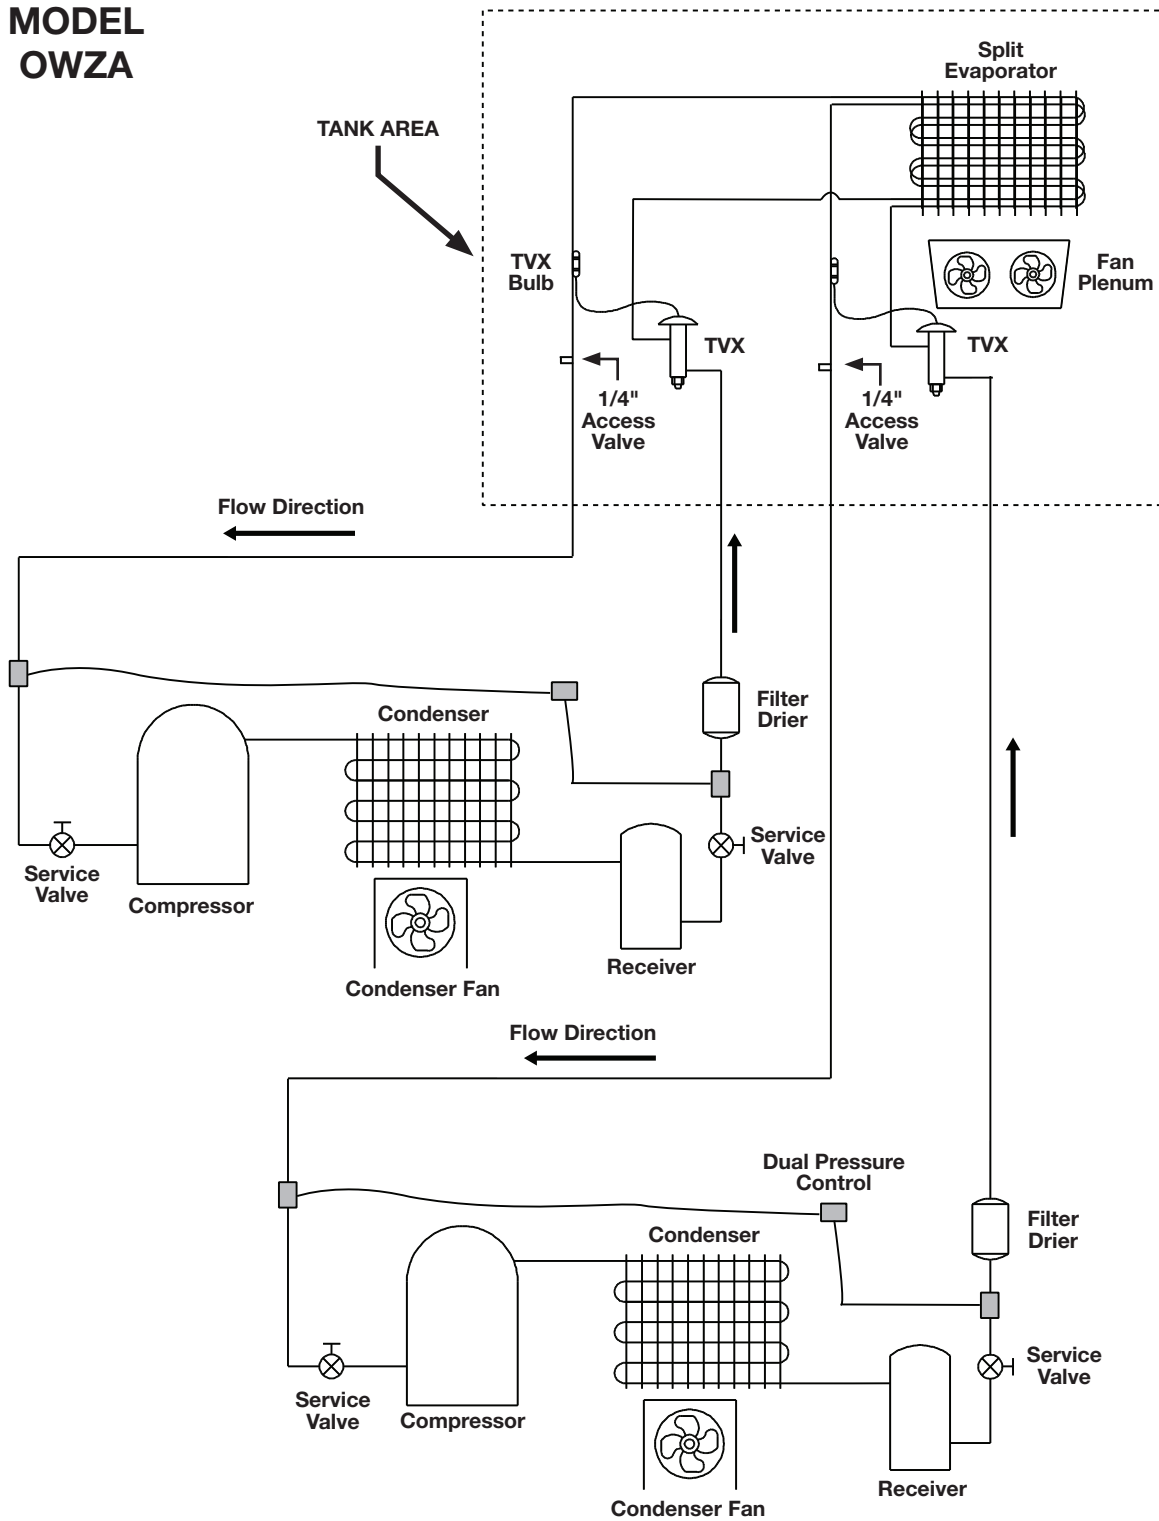 MODEL
OWZA
Split
Evaporator
TANK AREA
TVX
Bulb
Fan
Plenum
TVX
TVX
1/4"
Access
Valve
1/4"
Access
Valve
Flow Direction
Filter
Drier
Condenser
Service
Valve
Service
Valve
Compressor
Receiver
Condenser Fan
Flow Direction
Dual Pressure
Control
Filter
Drier
Condenser
Service
Valve
Service
Valve
Compressor
Receiver
Condenser Fan